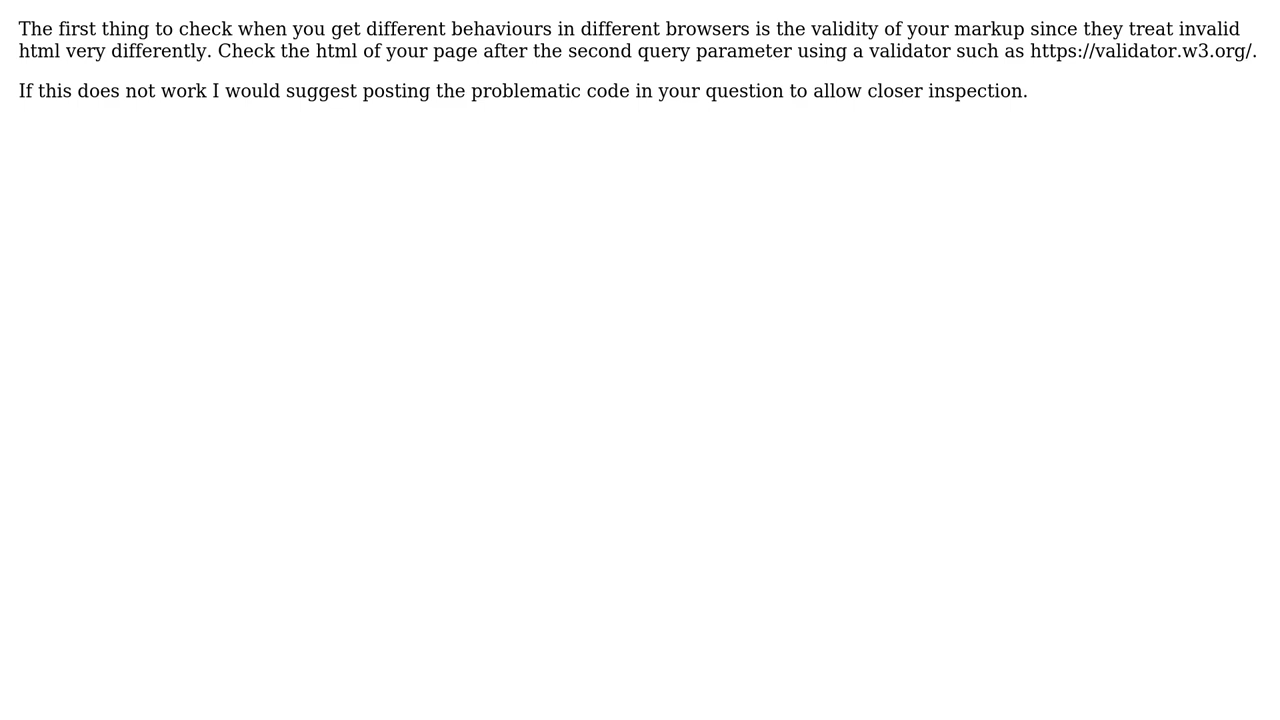 The first thing to check when you get different behaviours in different browsers is the validity of your markup since they treat invalid
html very differently. Check the html of your page after the second query parameter using a validator such as https://validator.w3.org/.
If this does not work I would suggest posting the problematic code in your question to allow closer inspection.